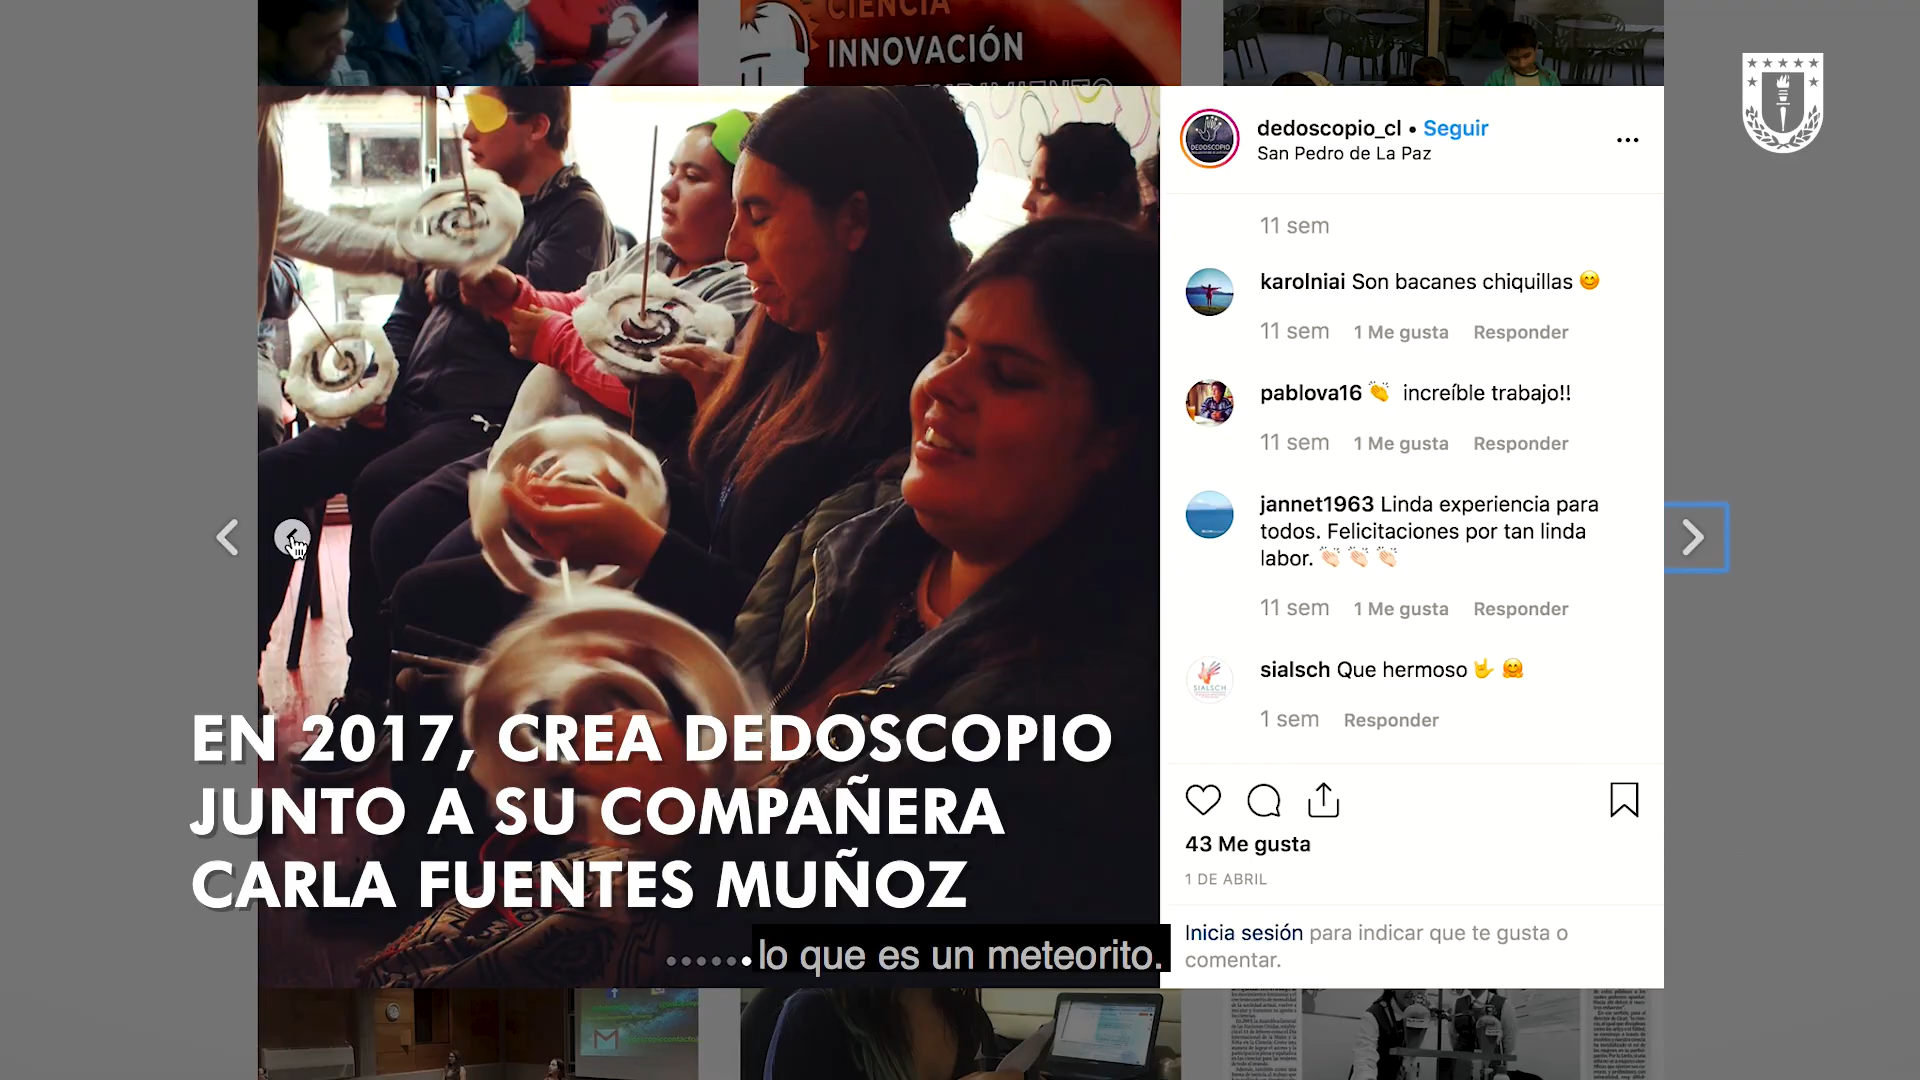 CIENCIA
INNOVACIÓN
dedoscopio_cl • Seguir
San Pedro de La Paz
DEDOSCOPIO
11 sem
karolniai Son bacanes chiquillas 😊
11 sem 1 Me gusta Responder
pablova16 👏 increíble trabajo!!
11 sem 1 Me gusta Responder
jannet1963 Linda experiencia para
todos. Felicitaciones por tan linda
labor. 👏🏻 👏🏻 👏🏻
11 sem 1 Me gusta Responder
sialsch Que hermoso 🤟 🤗
SIALSCH
1 sem Responder
EN 2017, CREA DEDOSCOPIO
JUNTO A SU COMPAÑERA
CARLA FUENTES MUÑOZ
43 Me gusta
1 DE ABRIL
Inicia sesión para indicar que te gusta o
comentar.
lo que es un meteorito.